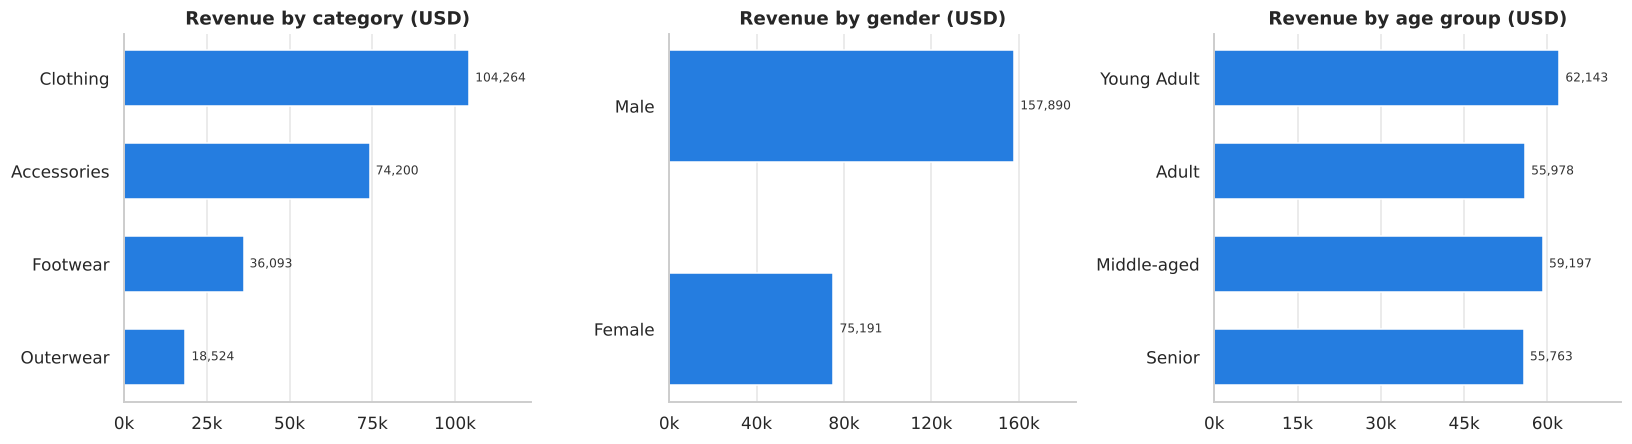 Revenue by category (USD)
Clothing 104,264
Accessories 74,200
Footwear 36,093
Outerwear 18,524
0k 25k 50k 75k 100k
Revenue by gender (USD)
Male 157,890
Female 75,191
0k 40k 80k 120k 160k
Revenue by age group (USD)
Young Adult 62,143
Adult 55,978
Middle-aged 59,197
Senior 55,763
0k 15k 30k 45k 60k